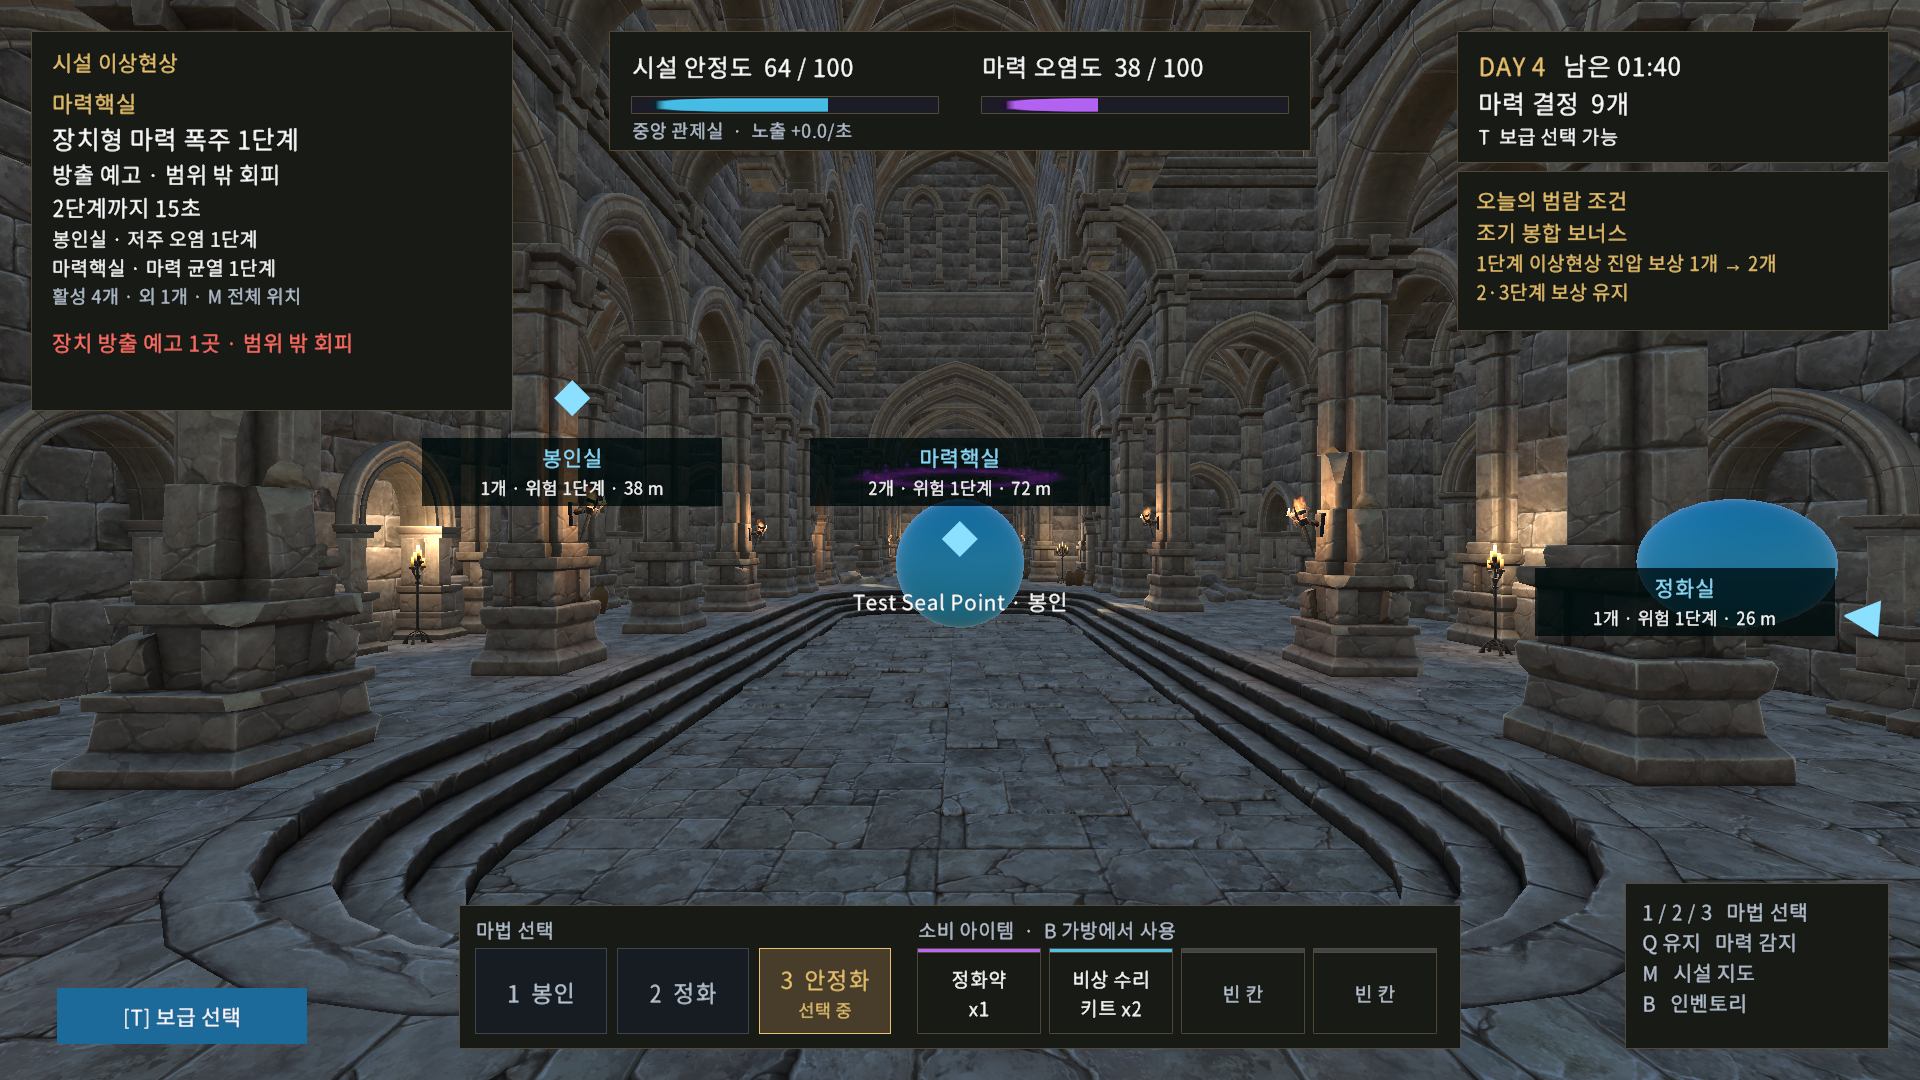 시설 이상현상
마력핵실
장치형 마력 폭주 1단계
방출 예고 · 범위 밖 회피
2단계까지 15초
봉인실 · 저주 오염 1단계
마력핵실 · 마력 균열 1단계
활성 4개 · 외 1개 · M 전체 위치
장치 방출 예고 1곳 · 범위 밖 회피
시설 안정도 64 / 100
마력 오염도 38 / 100
중앙 관제실 · 노출 +0.0/초
DAY 4 남은 01:40
마력 결정 9개
T 보급 선택 가능
오늘의 범람 조건
조기 봉합 보너스
1단계 이상현상 진압 보상 1개 → 2개
2·3단계 보상 유지
봉인실
1개 · 위험 1단계 · 38 m
마력핵실
2개 · 위험 1단계 · 72 m
Test Seal Point · 봉인
정화실
1개 · 위험 1단계 · 26 m
[T] 보급 선택
마법 선택
1 봉인
2 정화
3 안정화
선택 중
소비 아이템 · B 가방에서 사용
정화약
x1
비상 수리
키트 x2
빈 칸
빈 칸
1 / 2 / 3 마법 선택
Q 유지 마력 감지
M 시설 지도
B 인벤토리